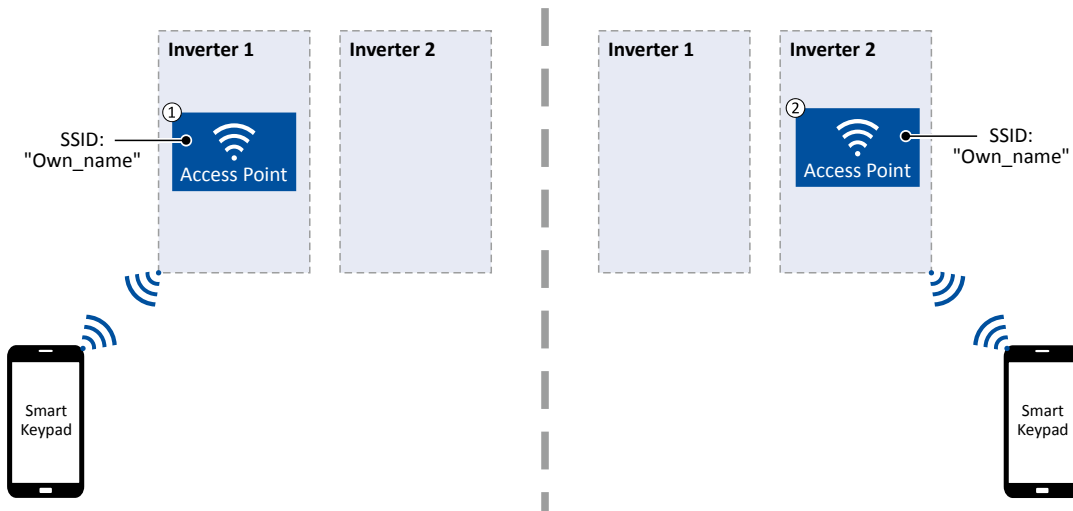 Inverter 1
Inverter 2
①
SSID:
"Own_name"
Access Point
Smart
Keypad
Inverter 1
Inverter 2
②
SSID:
"Own_name"
Access Point
Smart
Keypad